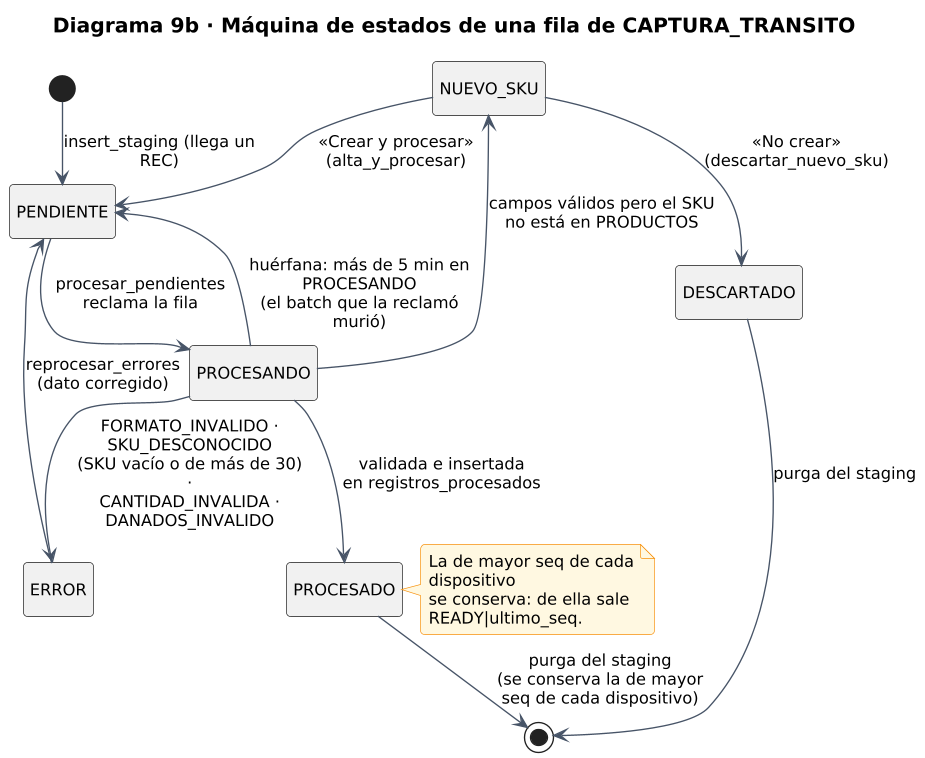 Diagrama 9b · Máquina de estados de una fila de CAPTURA_TRANSITO
NUEVO_SKU
insert_staging (llega un
REC)
«Crear y procesar»
(alta_y_procesar)
«No crear»
(descartar_nuevo_sku)
PENDIENTE
campos válidos pero el SKU
no está en PRODUCTOS
procesar_pendientes
reclama la fila
huérfana: más de 5 min en
PROCESANDO
(el batch que la reclamó
murió)
DESCARTADO
reprocesar_errores
(dato corregido)
PROCESANDO
FORMATO_INVALIDO ·
SKU_DESCONOCIDO
(SKU vacío o de más de 30)
·
CANTIDAD_INVALIDA ·
DANADOS_INVALIDO
validada e insertada
en registros_procesados
purga del staging
ERROR
PROCESADO
La de mayor seq de cada
dispositivo
se conserva: de ella sale
READY|ultimo_seq.
purga del staging
(se conserva la de mayor
seq de cada dispositivo)